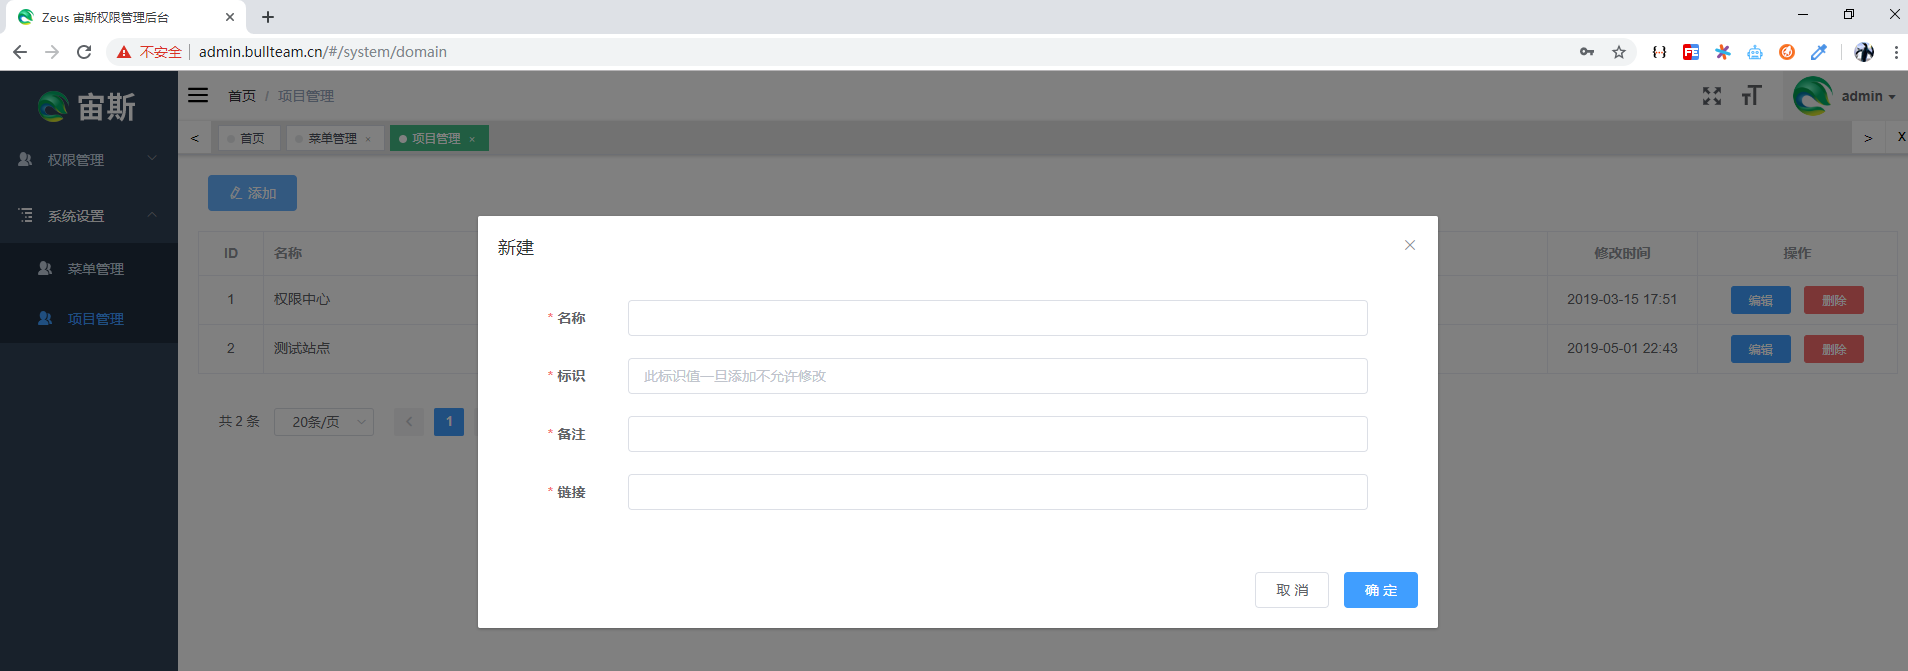 Zeus 宙斯权限管理后台
不安全 admin.bullteam.cn/#/system/domain
宙斯
首页 / 项目管理
admin
首页 菜单管理 × 项目管理 ×
< > X
权限管理
系统设置
菜单管理
项目管理
添加
ID 名称 修改时间 操作
1 权限中心 2019-03-15 17:51 编辑 删除
2 测试站点 2019-05-01 22:43 编辑 删除
共 2 条 20条/页 < 1
新建
* 名称
* 标识 此标识值一旦添加不允许修改
* 备注
* 链接
取 消 确 定